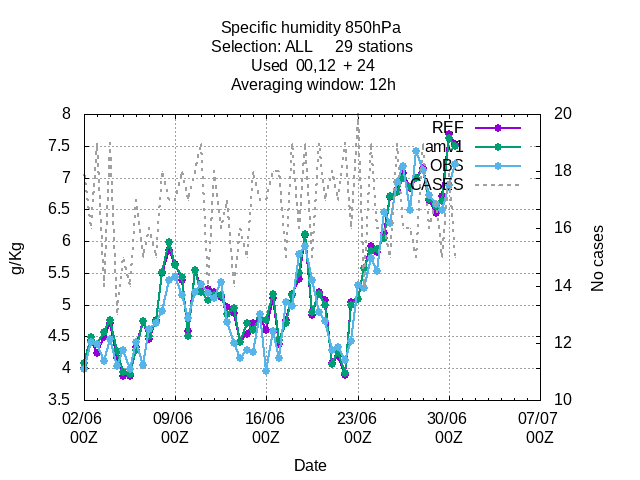 Specific humidity 850hPa
Selection: ALL 29 stations
Used 00,12 + 24
Averaging window: 12h
8
7.5
7
6.5
6
5.5
5
4.5
4
3.5
g/Kg
REF
amv1
OBS
CASES
20
18
16
14
12
10
No cases
02/06 09/06 16/06 23/06 30/06 07/07
00Z 00Z 00Z 00Z 00Z 00Z
Date